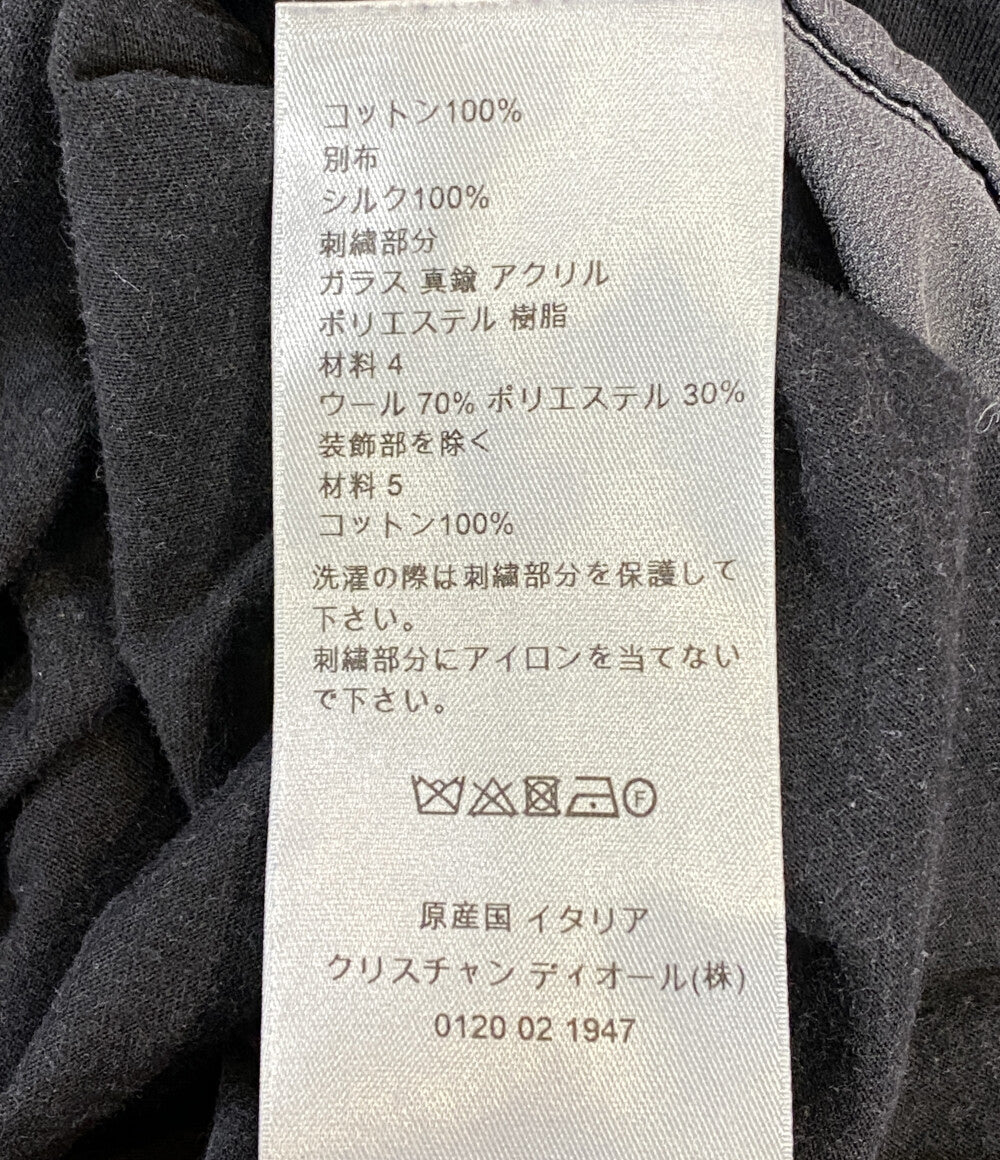 コットン100%
別布
シルク100%
刺繍部分
ガラス 真鍮 アクリル
ポリエステル 樹脂
材料 4
ウール 70% ポリエステル 30%
装飾部を除く
材料 5
コットン100%
洗濯の際は刺繍部分を保護して
下さい。
刺繍部分にアイロンを当てない
で下さい。
F
原産国 イタリア
クリスチャン ディオール(株)
0120 02 1947